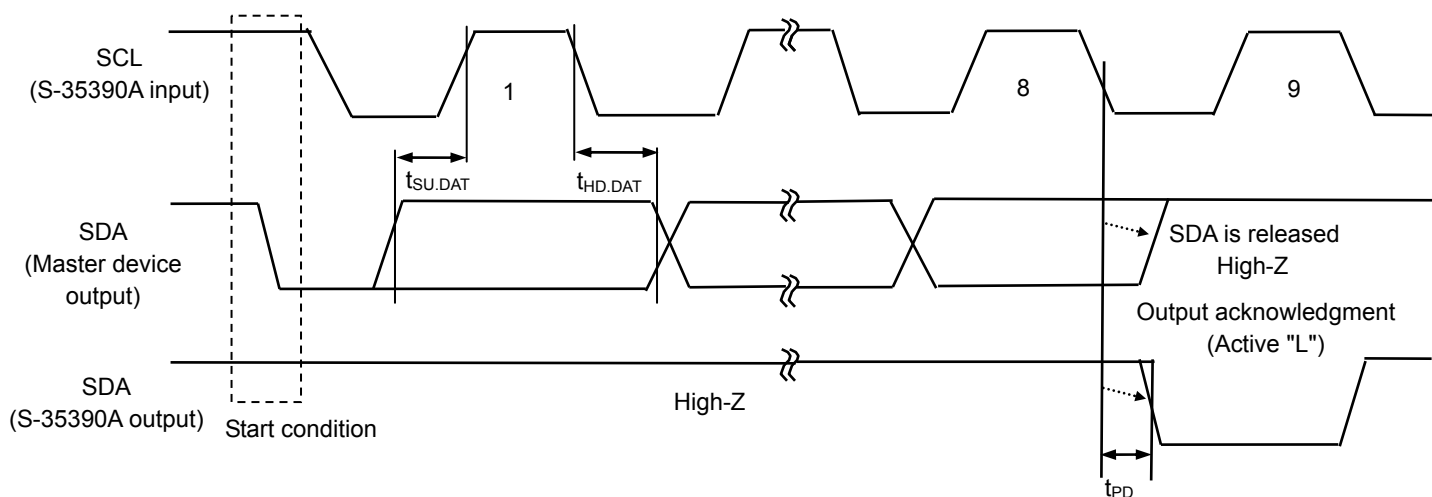 SCL
(S-35390A input)
1
8
9
tSU.DAT
tHD.DAT
SDA
(Master device
output)
SDA is released
High-Z
Output acknowledgment
(Active "L")
SDA
(S-35390A output)
High-Z
Start condition
tPD